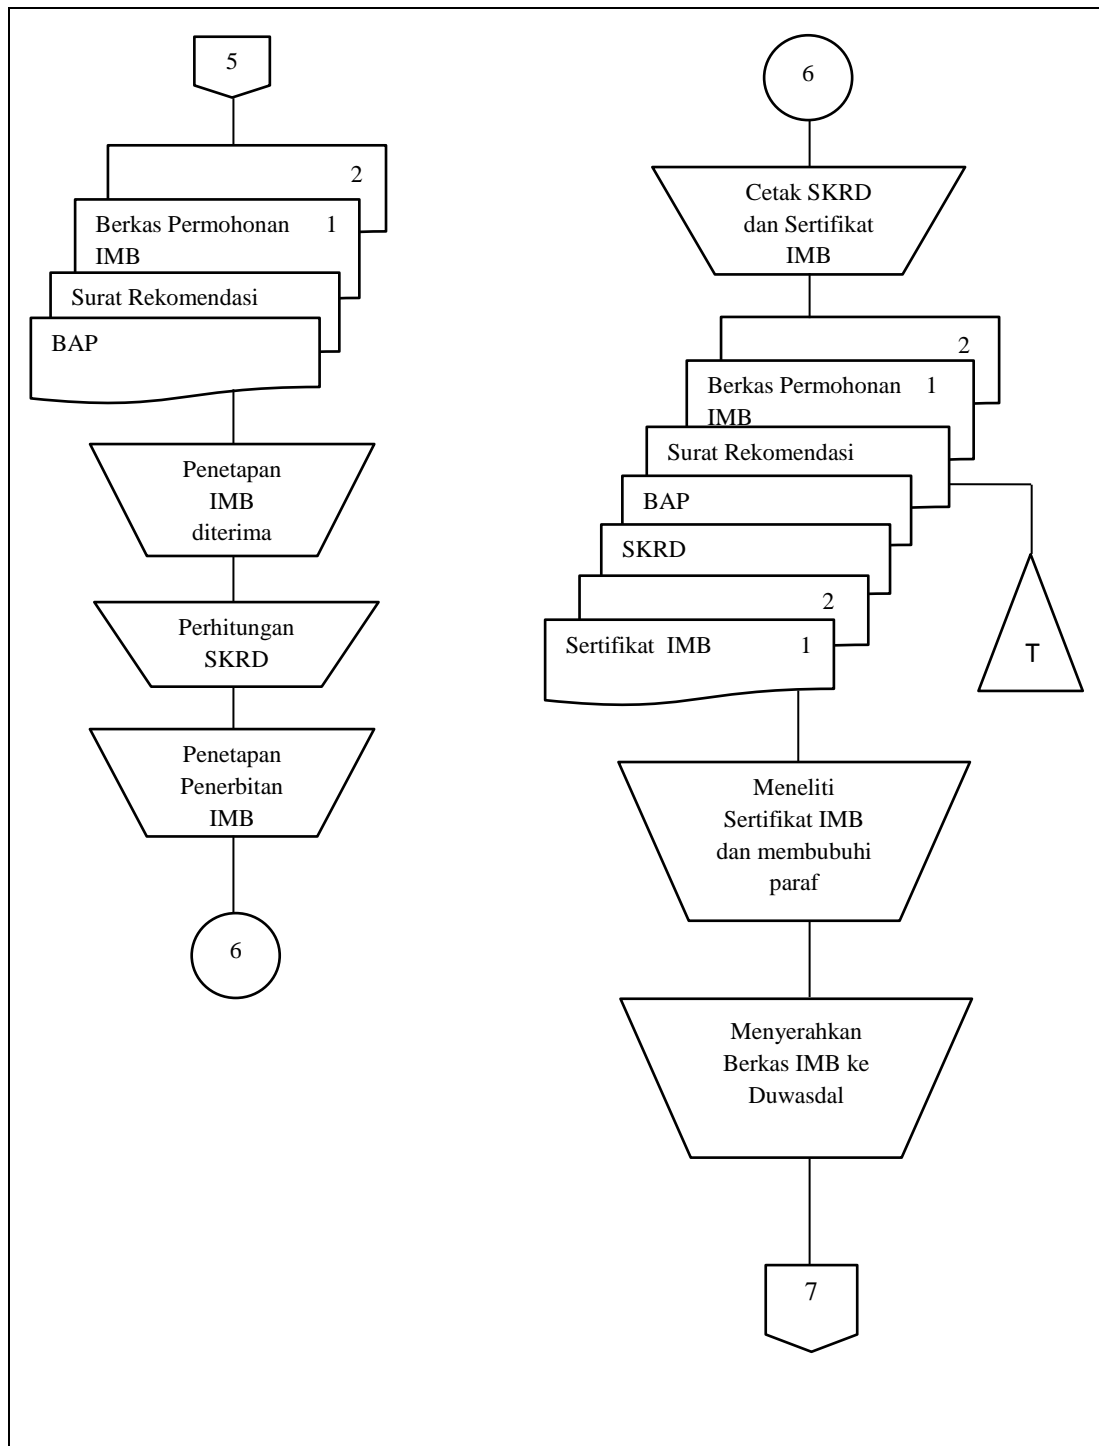 5
2
Berkas Permohonan 1
IMB
Surat Rekomendasi
BAP
Penetapan
IMB
diterima
Perhitungan
SKRD
Penetapan
Penerbitan
IMB
6
6
Cetak SKRD
dan Sertifikat
IMB
2
Berkas Permohonan 1
IMB
Surat Rekomendasi
BAP
SKRD
2
Sertifikat IMB 1
T
Meneliti
Sertifikat IMB
dan membubuhi
paraf
Menyerahkan
Berkas IMB ke
Duwasdal
7